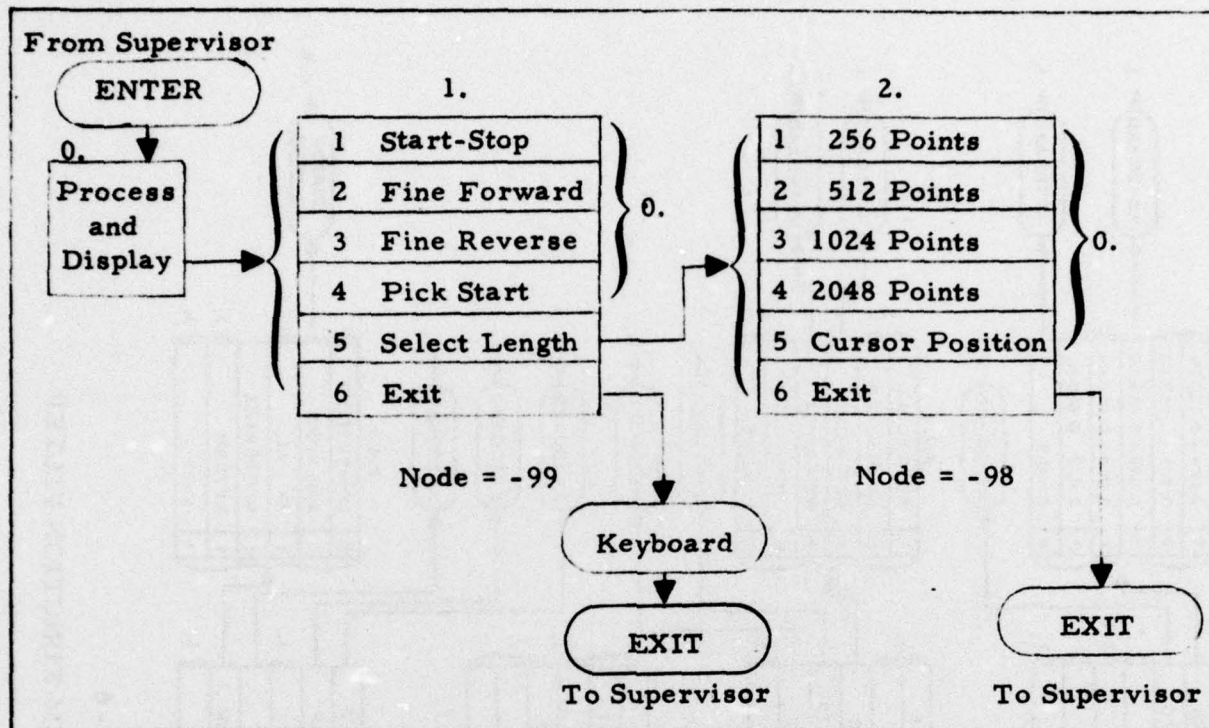 From Supervisor
ENTER
0.
Process
and
Display
1.
1 Start-Stop
2 Fine Forward
3 Fine Reverse
4 Pick Start
5 Select Length
6 Exit
0.
Node = -99
Keyboard
EXIT
To Supervisor
2.
1 256 Points
2 512 Points
3 1024 Points
4 2048 Points
5 Cursor Position
6 Exit
0.
Node = -98
EXIT
To Supervisor